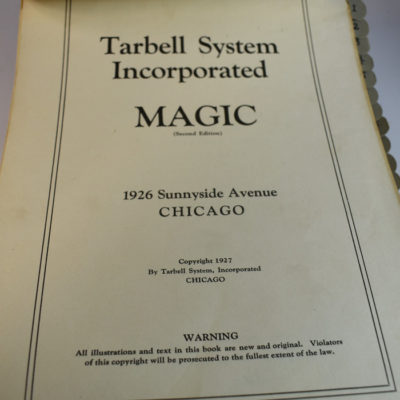 Tarbell System
Incorporated
MAGIC
(Second Edition)
1926 Sunnyside Avenue
CHICAGO
Copyright 1927
By Tarbell System, Incorporated
CHICAGO
WARNING
All illustrations and text in this book are new and original. Violators
of this copyright will be prosecuted to the fullest extent of the law.